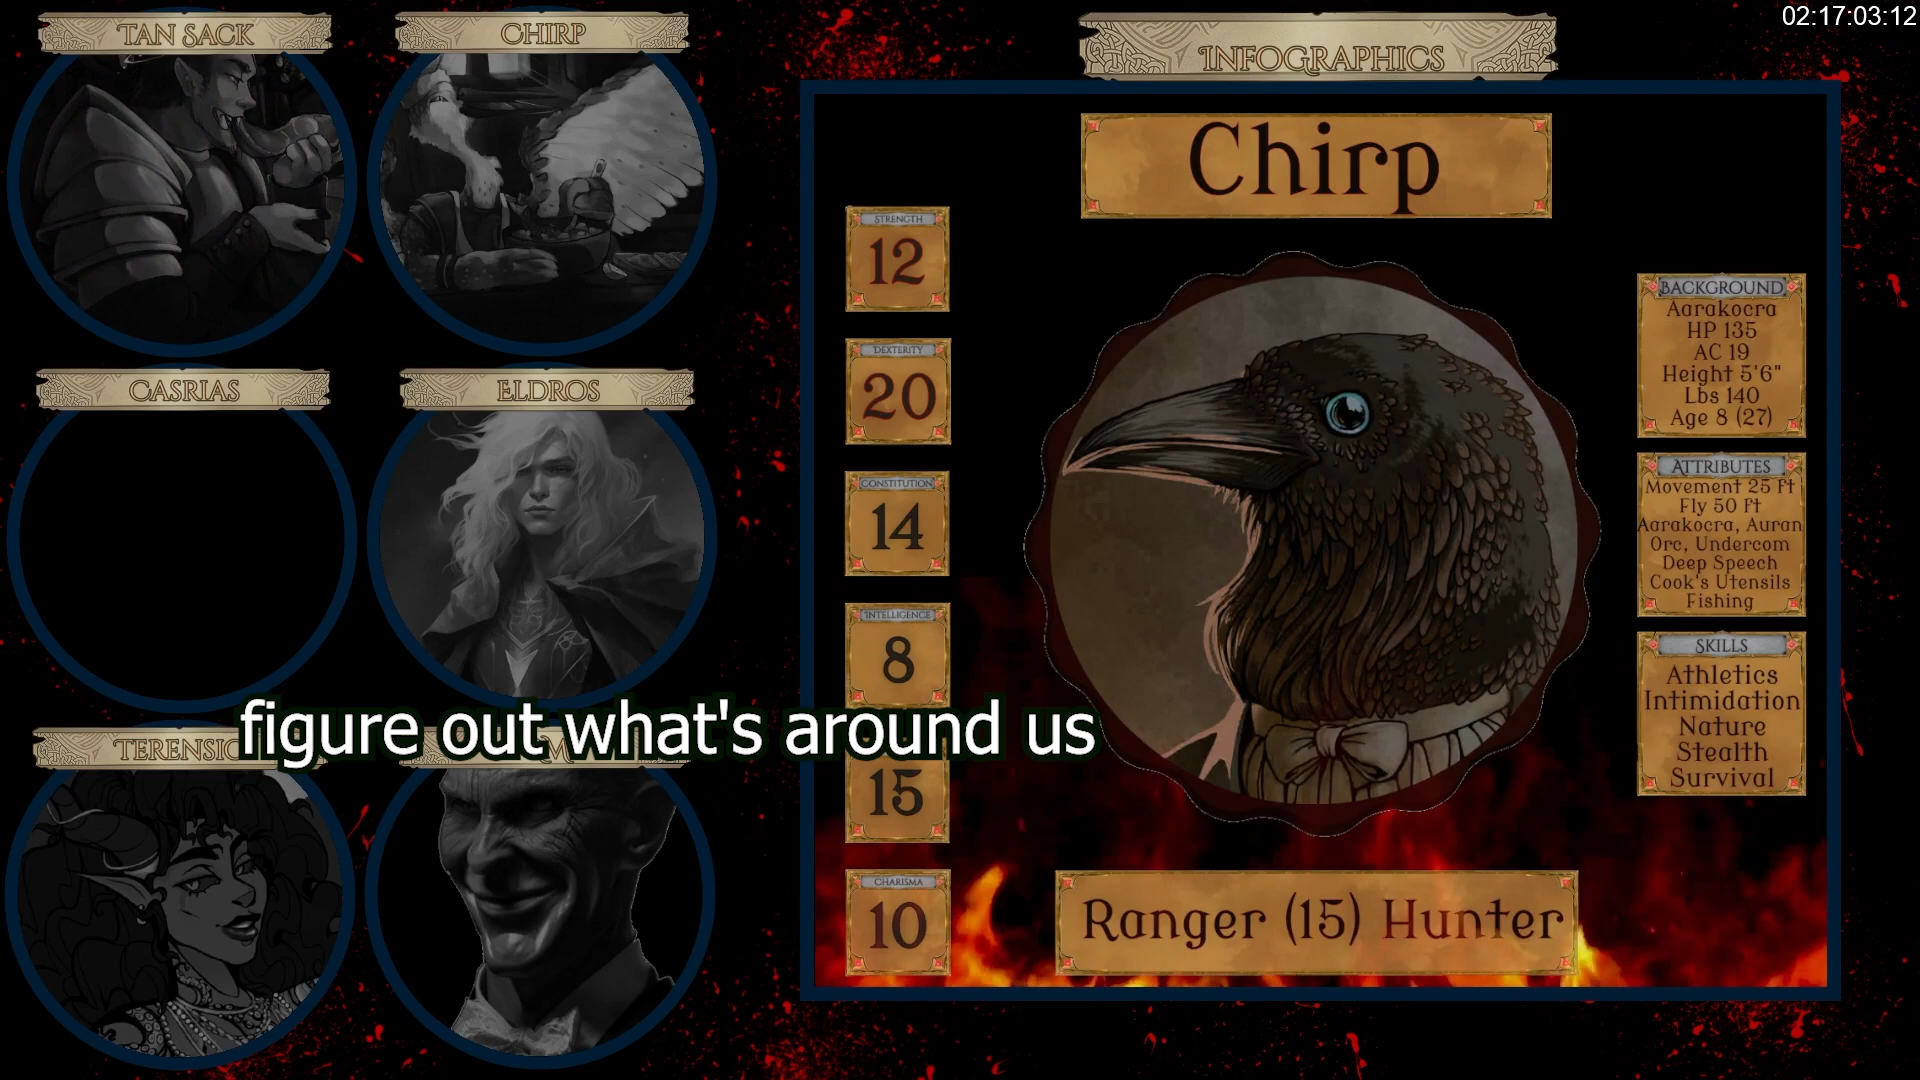 02:17:03:12
TAN SACK
CHIRP
INFOGRAPHICS
Chirp
STRENGTH
12
DEXTERITY
20
CONSTITUTION
14
INTELLIGENCE
8
15
CHARISMA
10
BACKGROUND
Aarakocra
HP 135
AC 19
Height 5'6"
Lbs 140
Age 8 (27)
ATTRIBUTES
Movement 25 ft
Fly 50 ft
Aarakocra, Auran
Orc, Undercom
Deep Speech
Cook's Utensils
Fishing
SKILLS
Athletics
Intimidation
Nature
Stealth
Survival
Ranger (15) Hunter
CASRIAS
ELDROS
figure out what's around us